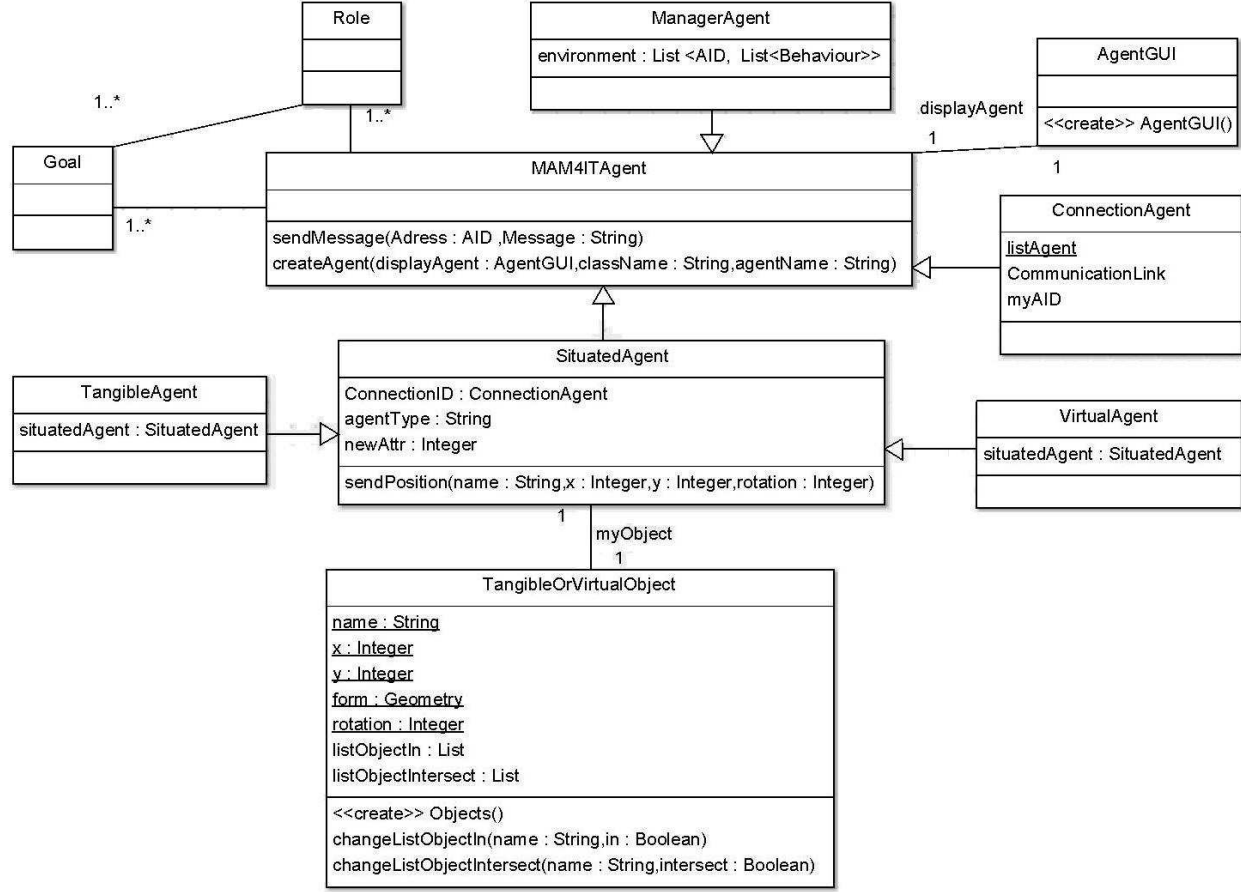 Role
1..*
1..*
ManagerAgent
environment : List <AID, List<Behaviour>>
AgentGUI
<<create>> AgentGUI()
displayAgent
1
1
Goal
1..*
MAM4ITAgent
sendMessage(Adress : AID ,Message : String)
createAgent(displayAgent : AgentGUI,className : String,agentName : String)
ConnectionAgent
listAgent
CommunicationLink
myAID
SituatedAgent
ConnectionID : ConnectionAgent
agentType : String
newAttr : Integer
sendPosition(name : String,x : Integer,y : Integer,rotation : Integer)
TangibleAgent
situatedAgent : SituatedAgent
VirtualAgent
situatedAgent : SituatedAgent
1
myObject
1
TangibleOrVirtualObject
name : String
x : Integer
y : Integer
form : Geometry
rotation : Integer
listObjectIn : List
listObjectIntersect : List
<<create>> Objects()
changeListObjectIn(name : String,in : Boolean)
changeListObjectIntersect(name : String,intersect : Boolean)